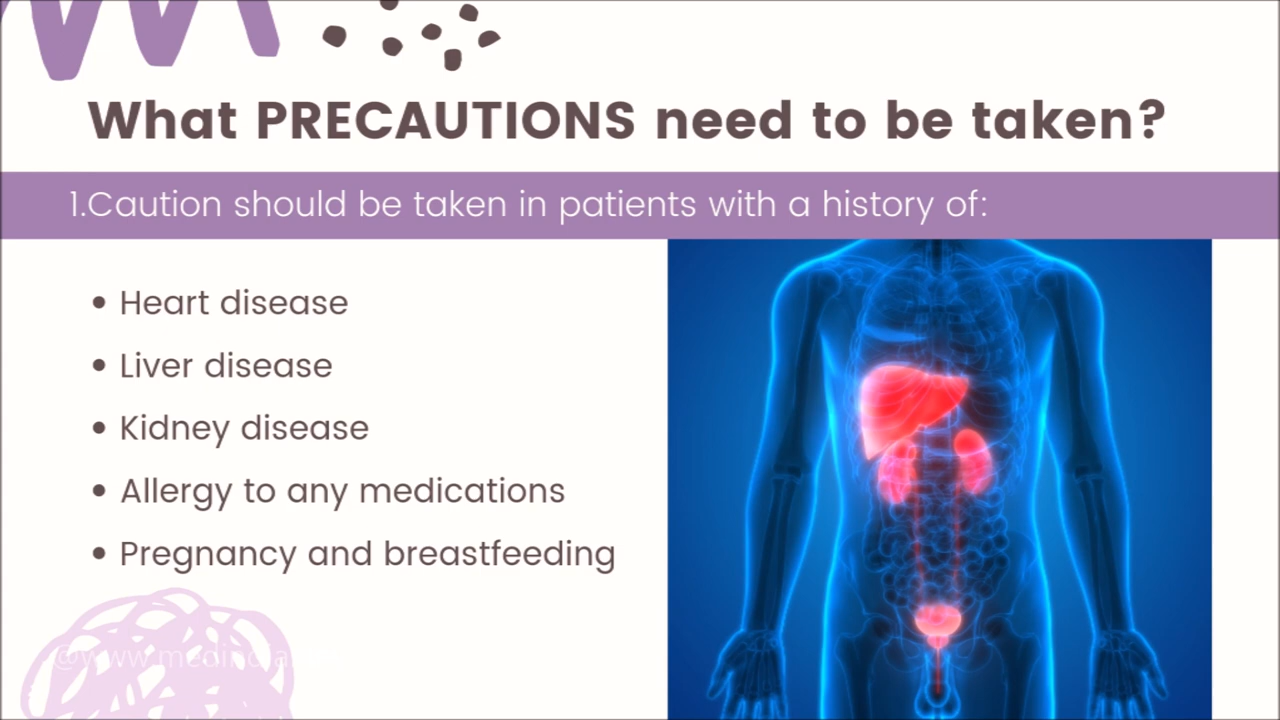 What PRECAUTIONS need to be taken?
1.Caution should be taken in patients with a history of:
• Heart disease
• Liver disease
• Kidney disease
• Allergy to any medications
• Pregnancy and breastfeeding